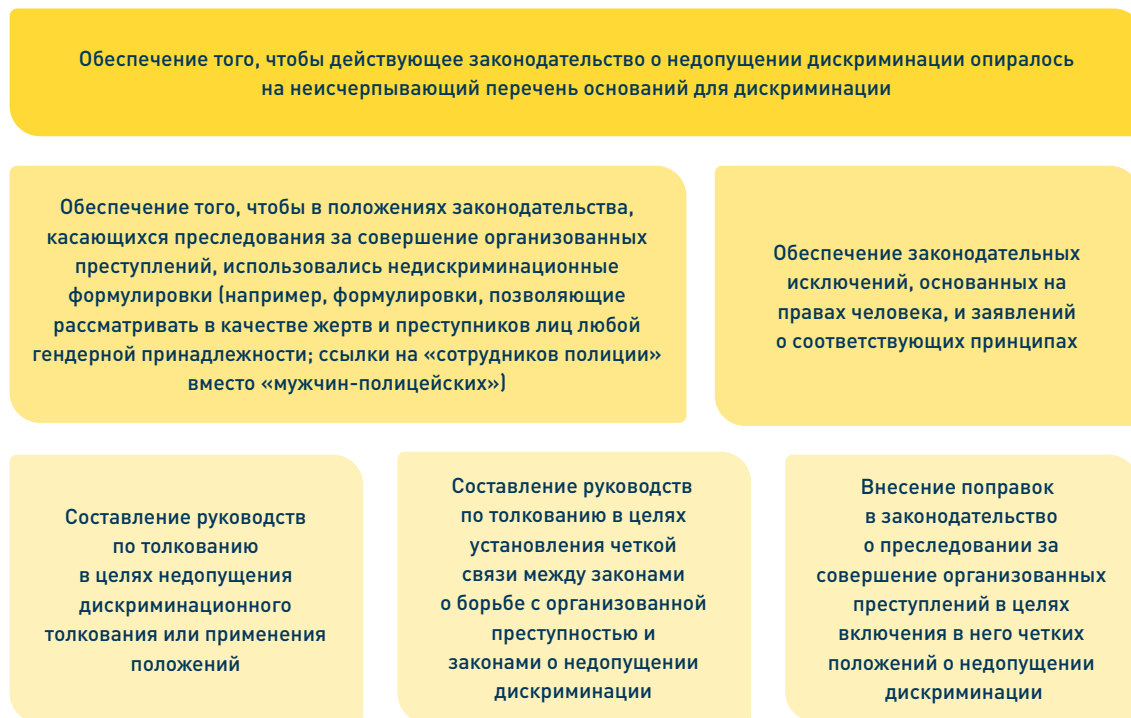 Обеспечение того, чтобы действующее законодательство о недопущении дискриминации опиралось
на неисчерпывающий перечень оснований для дискриминации
Обеспечение того, чтобы в положениях законодательства,
касающихся преследования за совершение организованных
преступлений, использовались недискриминационные
формулировки (например, формулировки, позволяющие
рассматривать в качестве жертв и преступников лиц любой
гендерной принадлежности; ссылки на «сотрудников полиции»
вместо «мужчин-полицейских»)
Обеспечение законодательных
исключений, основанных на
правах человека, и заявлений
о соответствующих принципах
Составление руководств
по толкованию
в целях недопущения
дискриминационного
толкования или применения
положений
Составление руководств
по толкованию в целях
установления четкой
связи между законами
о борьбе с организованной
преступностью и
законами о недопущении
дискриминации
Внесение поправок
в законодательство
о преследовании за
совершение организованных
преступлений в целях
включения в него четких
положений о недопущении
дискриминации